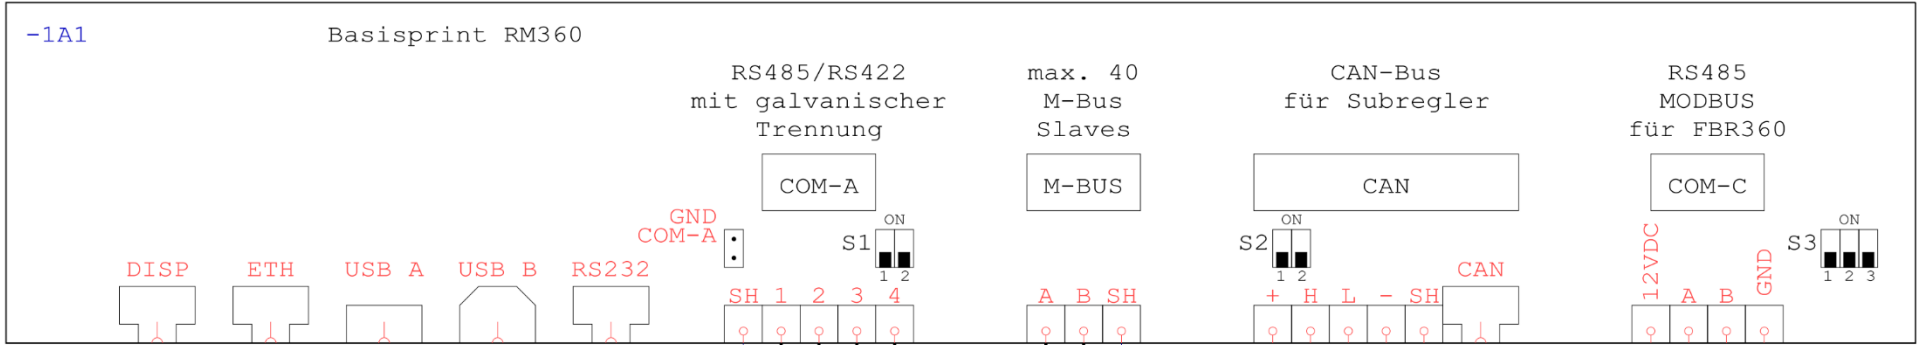 -1A1 Basisprint RM360
RS485/RS422
mit galvanischer
Trennung
max. 40
M-Bus
Slaves
CAN-Bus
für Subregler
RS485
MODBUS
für FBR360
COM-A
M-BUS
CAN
COM-C
GND
COM-A
ON
S1
1 2
ON
S2
1 2
ON
S3
1 2 3
DISP ETH USB A USB B RS232
SH 1 2 3 4
A B SH
+ H L - SH
CAN
12VDC A B GND